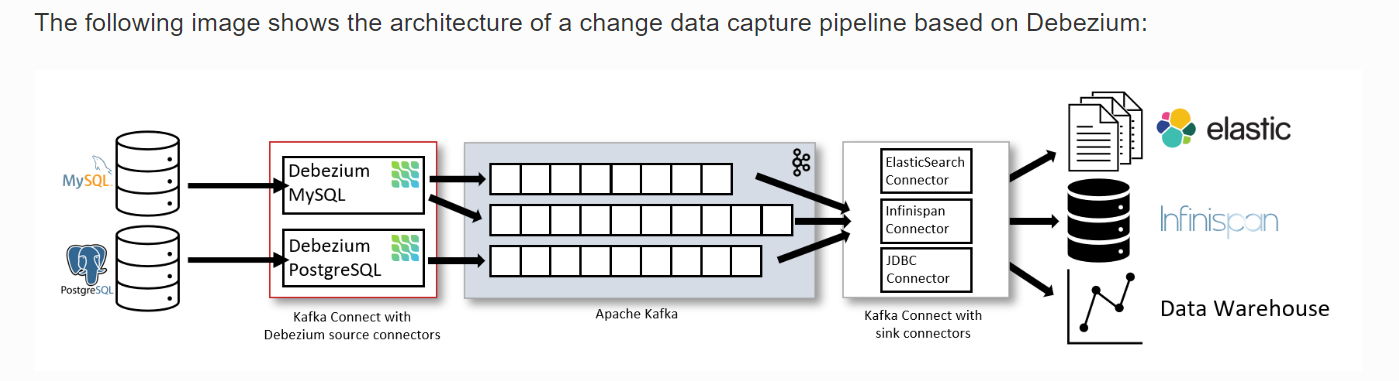 The following image shows the architecture of a change data capture pipeline based on Debezium:
MySQL
PostgreSQL
Debezium
MySQL
Debezium
PostgreSQL
Kafka Connect with
Debezium source connectors
Apache Kafka
ElasticSearch
Connector
Infinispan
Connector
JDBC
Connector
Kafka Connect with
sink connectors
elastic
Infinispan
Data Warehouse